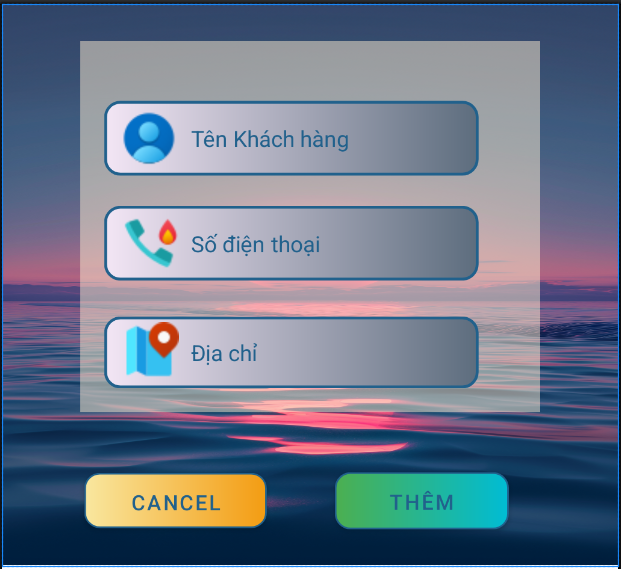 Tên Khách hàng
Số điện thoại
Địa chỉ
CANCEL
THÊM